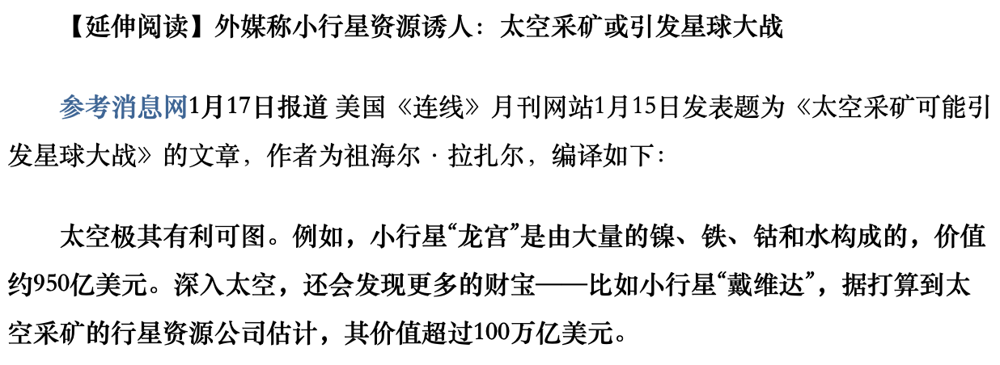 【延伸阅读】外媒称小行星资源诱人：太空采矿或引发星球大战
参考消息网1月17日报道 美国《连线》月刊网站1月15日发表题为《太空采矿可能引
发星球大战》的文章，作者为祖海尔·拉扎尔，编译如下：
太空极其有利可图。例如，小行星“龙宫”是由大量的镍、铁、钴和水构成的，价值
约950亿美元。深入太空，还会发现更多的财宝——比如小行星“戴维达”，据打算到太
空采矿的行星资源公司估计，其价值超过100万亿美元。